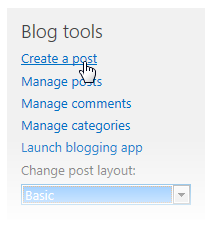 Blog tools
Create a post
Manage posts
Manage comments
Manage categories
Launch blogging app
Change post layout:
Basic